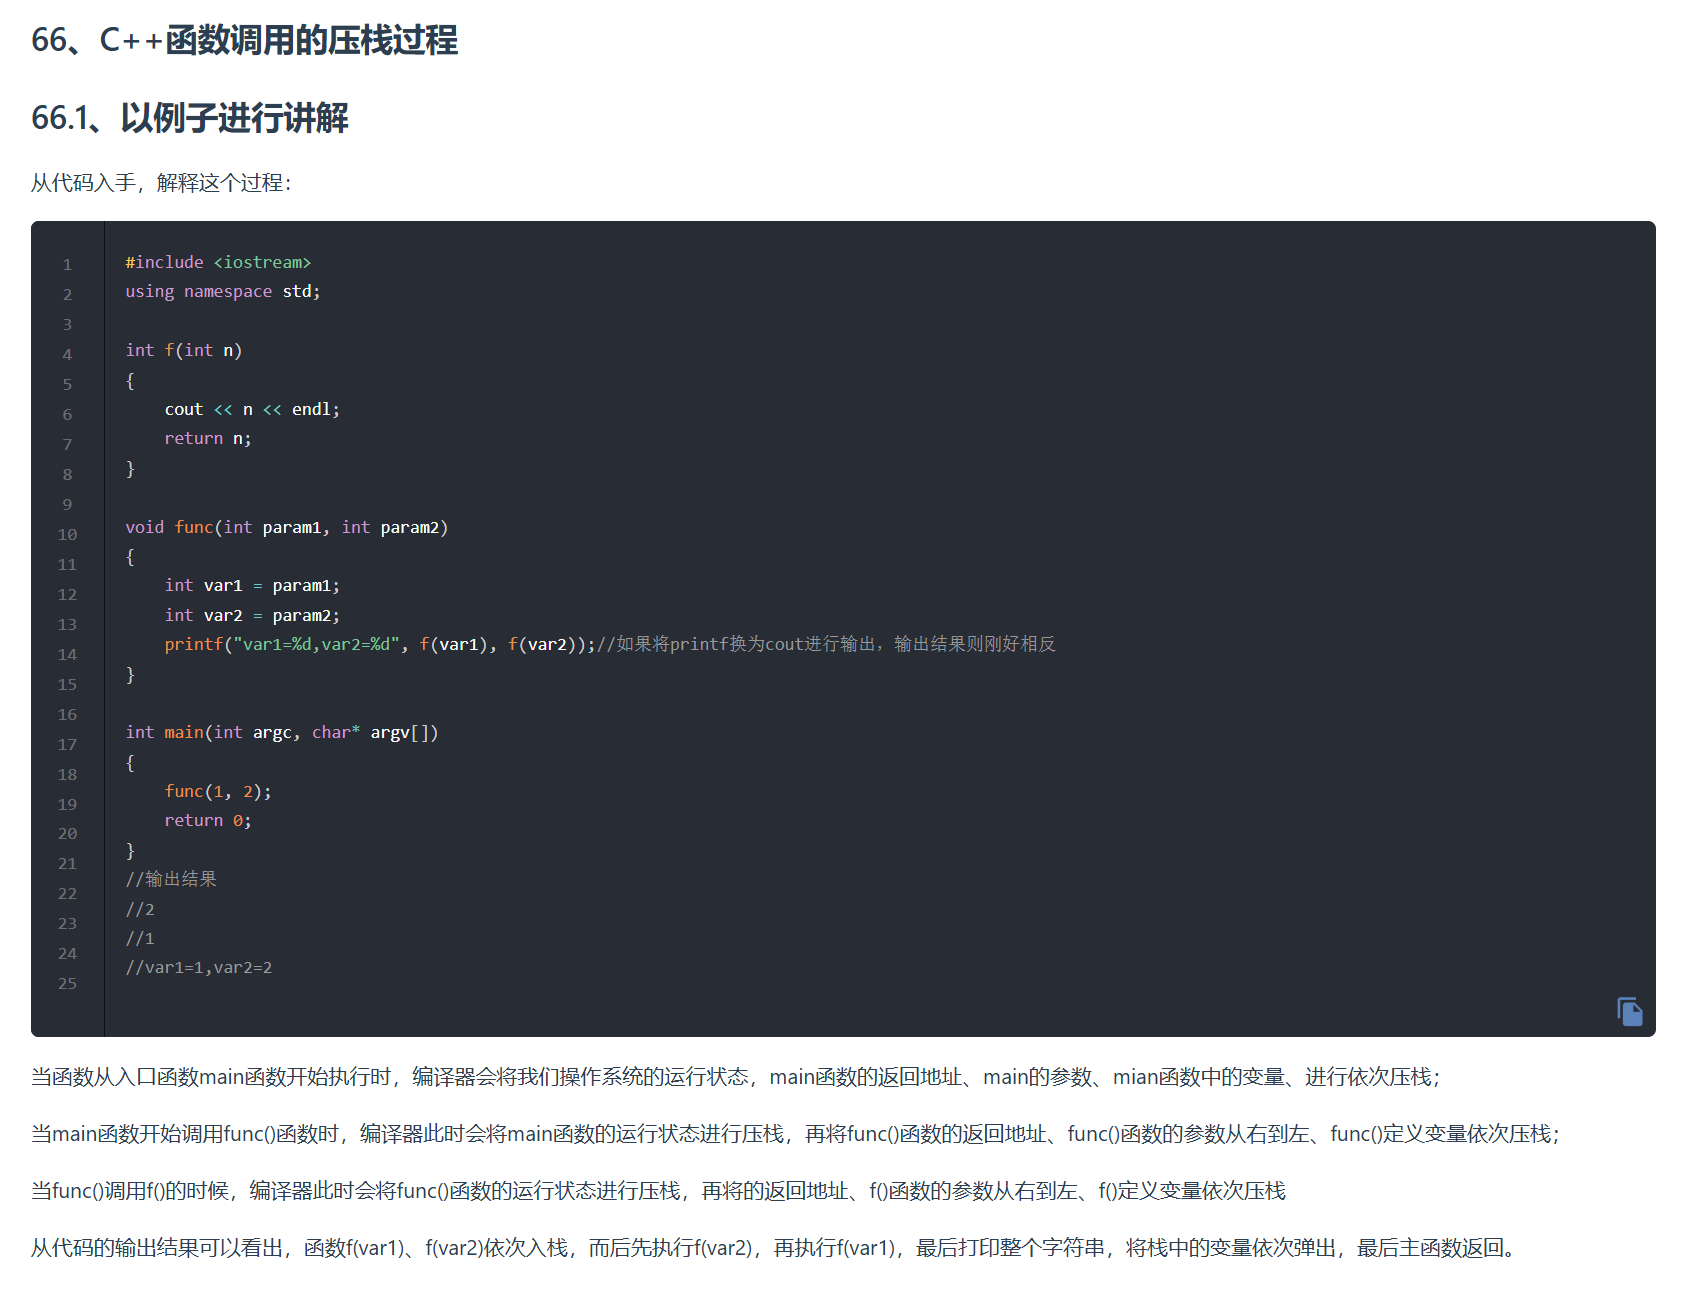 66、C++函数调用的压栈过程
66.1、以例子进行讲解
从代码入手，解释这个过程：
1 #include <iostream>
2 using namespace std;
3
4 int f(int n)
5 {
6     cout << n << endl;
7     return n;
8 }
9
10 void func(int param1, int param2)
11 {
12     int var1 = param1;
13     int var2 = param2;
14     printf("var1=%d,var2=%d", f(var1), f(var2));//如果将printf换为cout进行输出，输出结果则刚好相反
15 }
16
17 int main(int argc, char* argv[])
18 {
19     func(1, 2);
20     return 0;
21 }
22 //输出结果
23 //2
24 //1
25 //var1=1,var2=2
当函数从入口函数main函数开始执行时，编译器会将我们操作系统的运行状态，main函数的返回地址、main的参数、mian函数中的变量、进行依次压栈；
当main函数开始调用func()函数时，编译器此时会将main函数的运行状态进行压栈，再将func()函数的返回地址、func()函数的参数从右到左、func()定义变量依次压栈；
当func()调用f()的时候，编译器此时会将func()函数的运行状态进行压栈，再将的返回地址、f()函数的参数从右到左、f()定义变量依次压栈
从代码的输出结果可以看出，函数f(var1)、f(var2)依次入栈，而后先执行f(var2)，再执行f(var1)，最后打印整个字符串，将栈中的变量依次弹出，最后主函数返回。